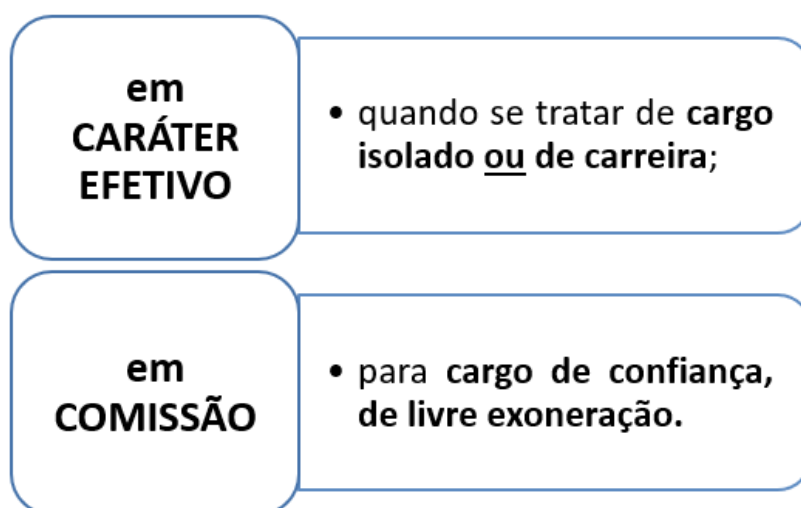 em
CARÁTER
EFETIVO
• quando se tratar de cargo
isolado ou de carreira;
em
COMISSÃO
• para cargo de confiança,
de livre exoneração.